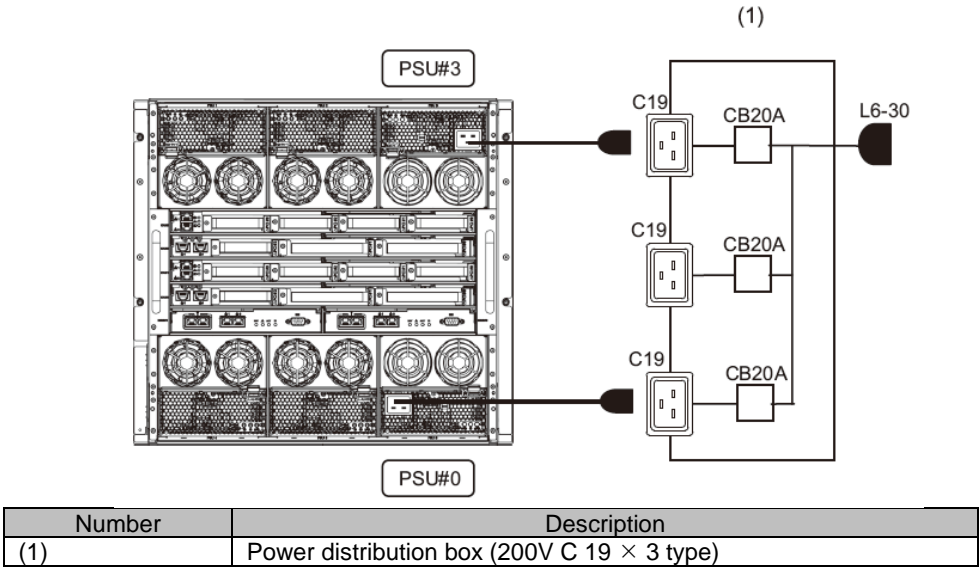 (1)
PSU#3
C19
CB20A
L6-30
C19
CB20A
C19
CB20A
PSU#0
Number Description
(1) Power distribution box (200V C 19 × 3 type)